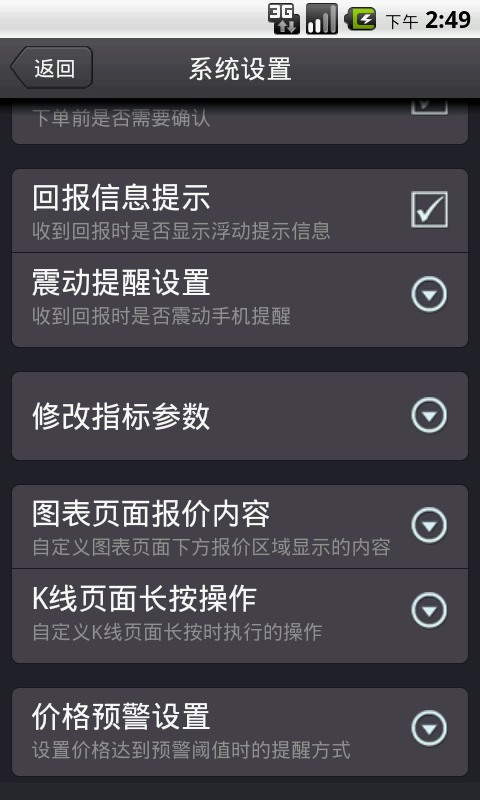 3G 下午 2:49
返回 系统设置
下单前是否需要确认
回报信息提示
收到回报时是否显示浮动提示信息
震动提醒设置
收到回报时是否震动手机提醒
修改指标参数
图表页面报价内容
自定义图表页面下方报价区域显示的内容
K线页面长按操作
自定义K线页面长按时执行的操作
价格预警设置
设置价格达到预警阈值时的提醒方式